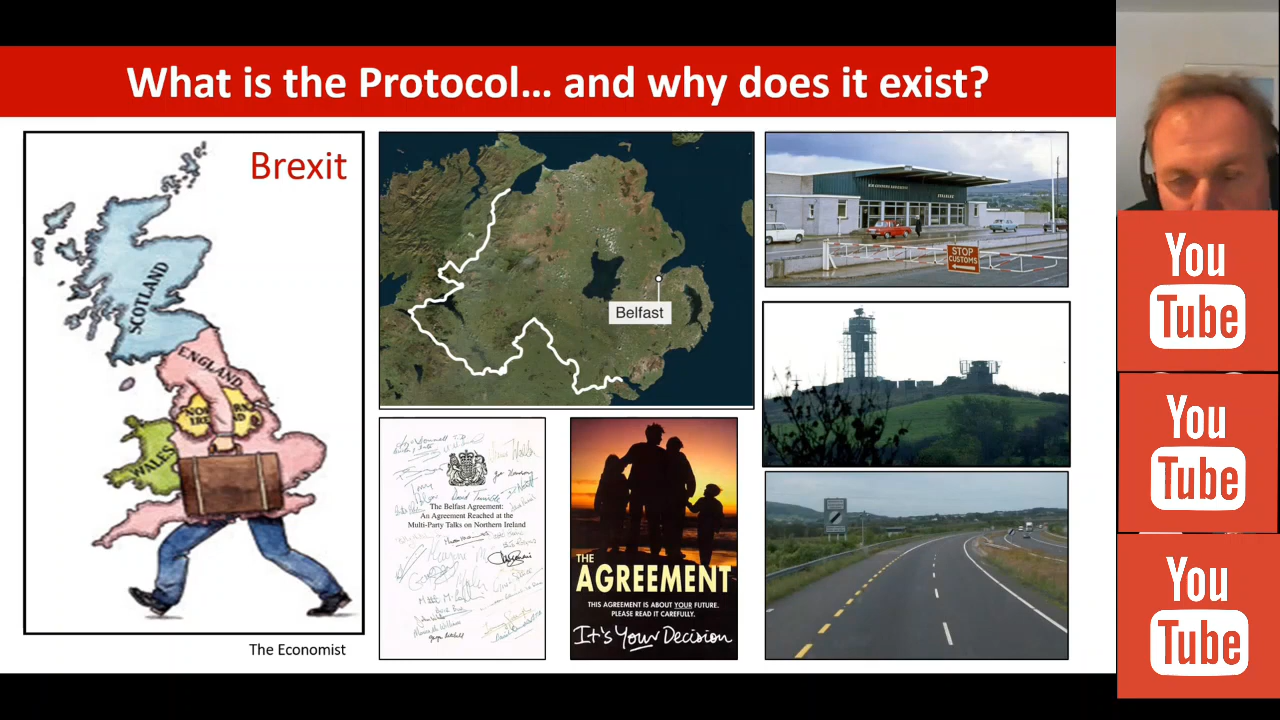 What is the Protocol... and why does it exist?
Brexit
SCOTLAND
ENGLAND
WALES
The Economist
Belfast
The Belfast Agreement:
An Agreement Reached at the
Multi-Party Talks on Northern Ireland
THE
AGREEMENT
THIS AGREEMENT IS ABOUT YOUR FUTURE.
PLEASE READ IT CAREFULLY.
It's Your Decision
STOP
CUSTOMS
You
Tube
You
Tube
You
Tube